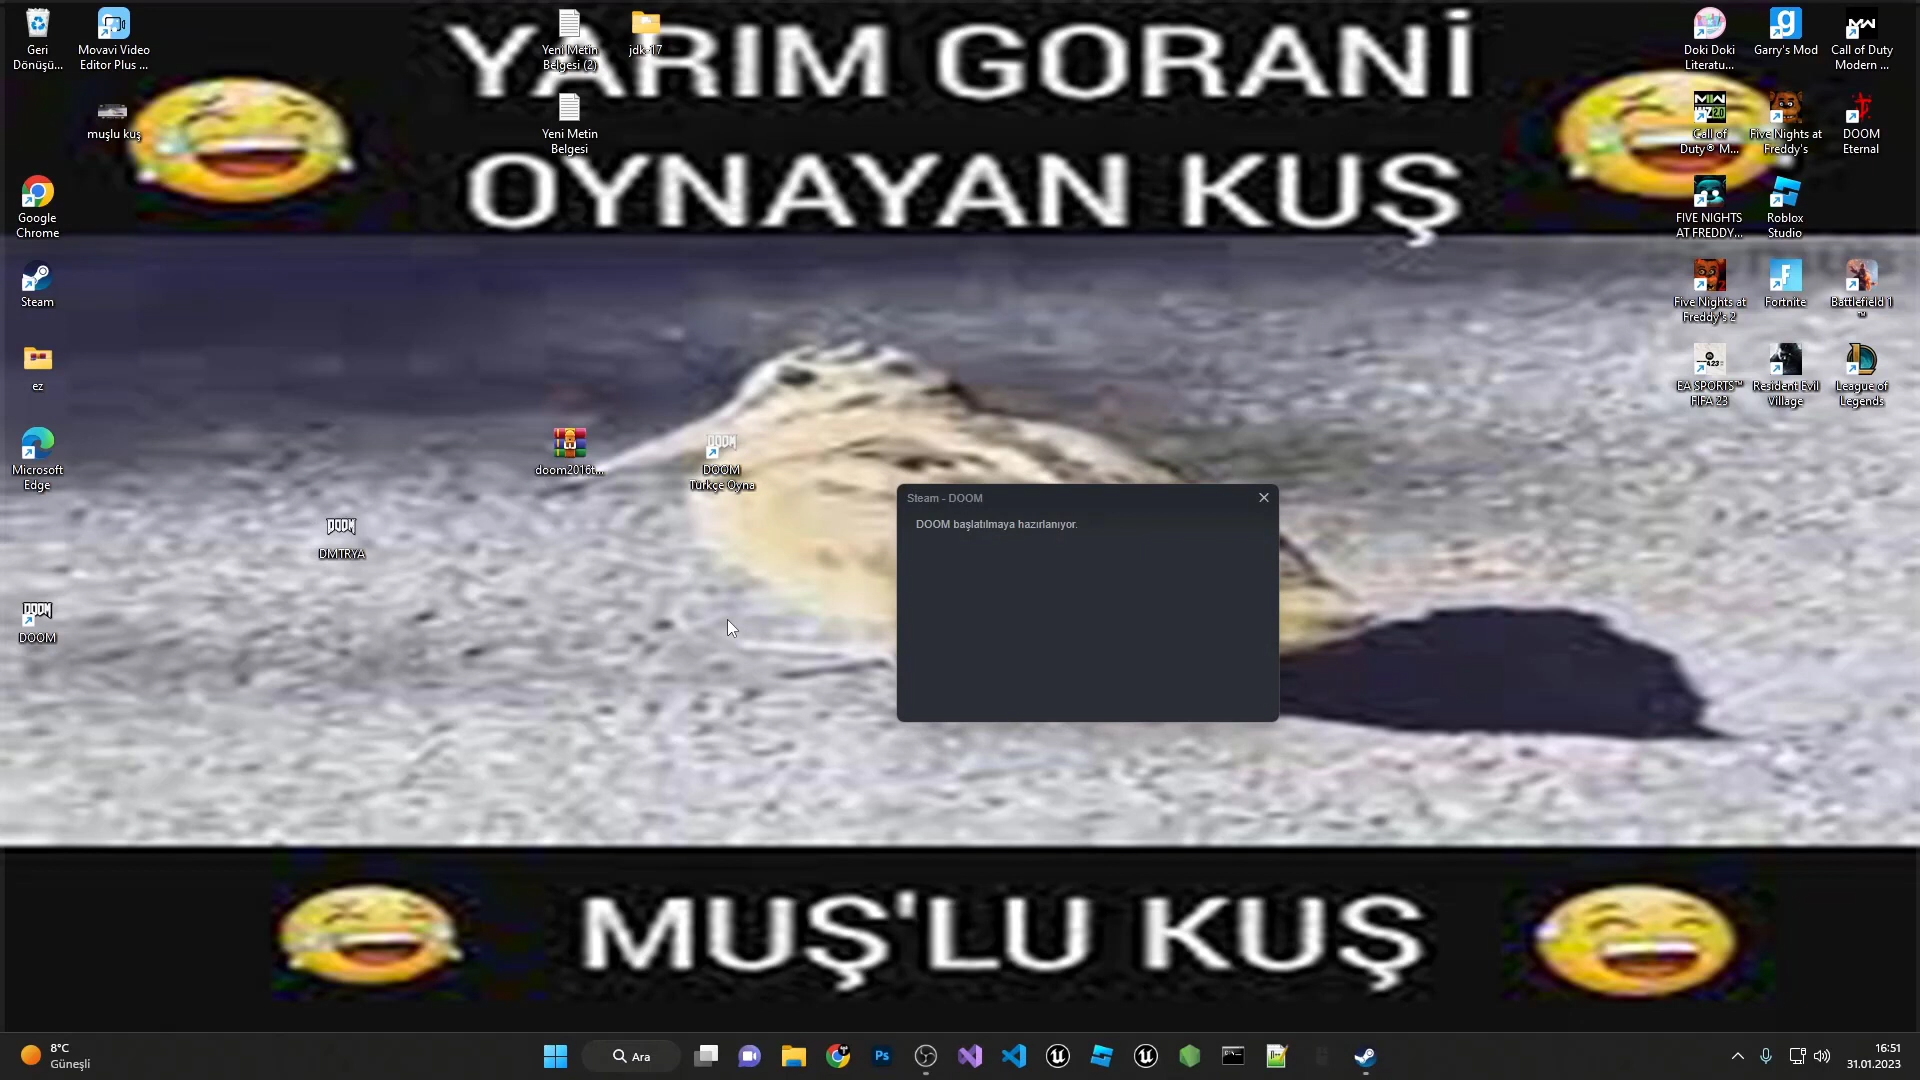 YARIM GORANİ
OYNAYAN KUŞ
MUŞ'LU KUŞ
Geri
Dönüşü...
Movavi Video
Editor Plus ...
muşlu kuş
Google
Chrome
Steam
ez
Microsoft
Edge
DOOM
DMTRYA
Yeni Metin
Belgesi (2)
jdk-17
Yeni Metin
Belgesi
doom2016t...
DOOM
Türkçe Oyna
Steam - DOOM
DOOM başlatılmaya hazırlanıyor.
Doki Doki
Literatu...
Garry's Mod
Call of Duty
Modern ...
Call of
Duty® M...
Five Nights at
Freddy's
DOOM
Eternal
FIVE NIGHTS
AT FREDDY...
Roblox
Studio
Five Nights at
Freddy's 2
Fortnite
Battlefield 1
™
EA SPORTS™
FIFA 23
Resident Evil
Village
League of
Legends
8°C
Güneşli
Ara
16:51
31.01.2023